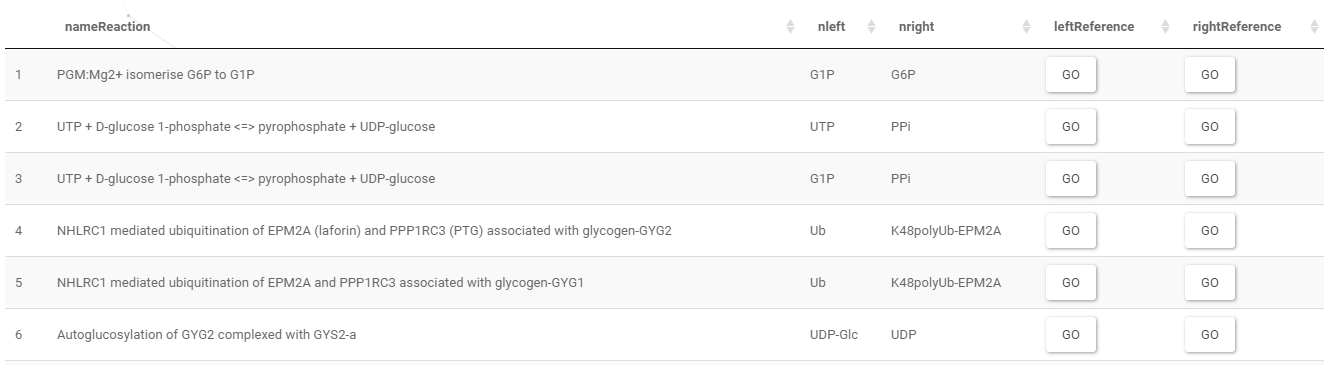 nameReaction nleft nright leftReference rightReference
1 PGM:Mg2+ isomerise G6P to G1P G1P G6P GO GO
2 UTP + D-glucose 1-phosphate <=> pyrophosphate + UDP-glucose UTP PPi GO GO
3 UTP + D-glucose 1-phosphate <=> pyrophosphate + UDP-glucose G1P PPi GO GO
4 NHLRC1 mediated ubiquitination of EPM2A (laforin) and PPP1RC3 (PTG) associated with glycogen-GYG2 Ub K48polyUb-EPM2A GO GO
5 NHLRC1 mediated ubiquitination of EPM2A and PPP1RC3 associated with glycogen-GYG1 Ub K48polyUb-EPM2A GO GO
6 Autoglucosylation of GYG2 complexed with GYS2-a UDP-Glc UDP GO GO